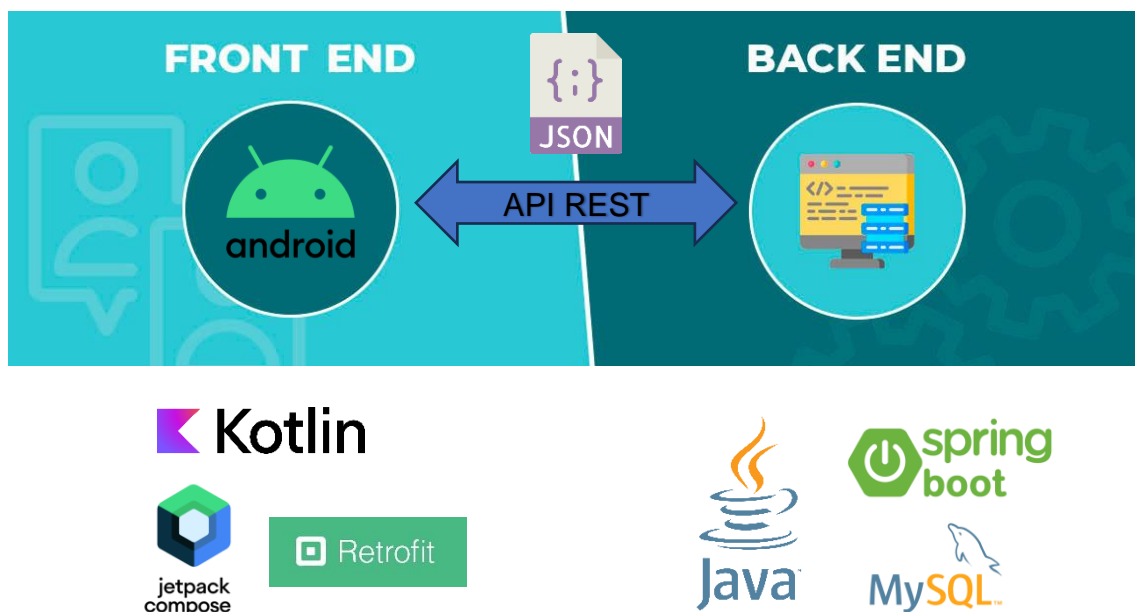 FRONT END
BACK END
{;}
JSON
API REST
android
</>
Kotlin
jetpack
compose
Retrofit
Java
spring
boot
MySQL